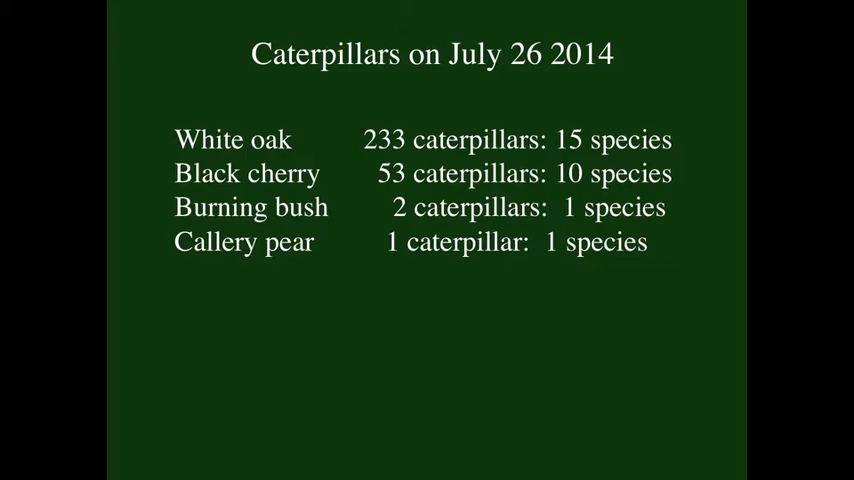 Caterpillars on July 26 2014
White oak 233 caterpillars: 15 species
Black cherry 53 caterpillars: 10 species
Burning bush 2 caterpillars: 1 species
Callery pear 1 caterpillar: 1 species